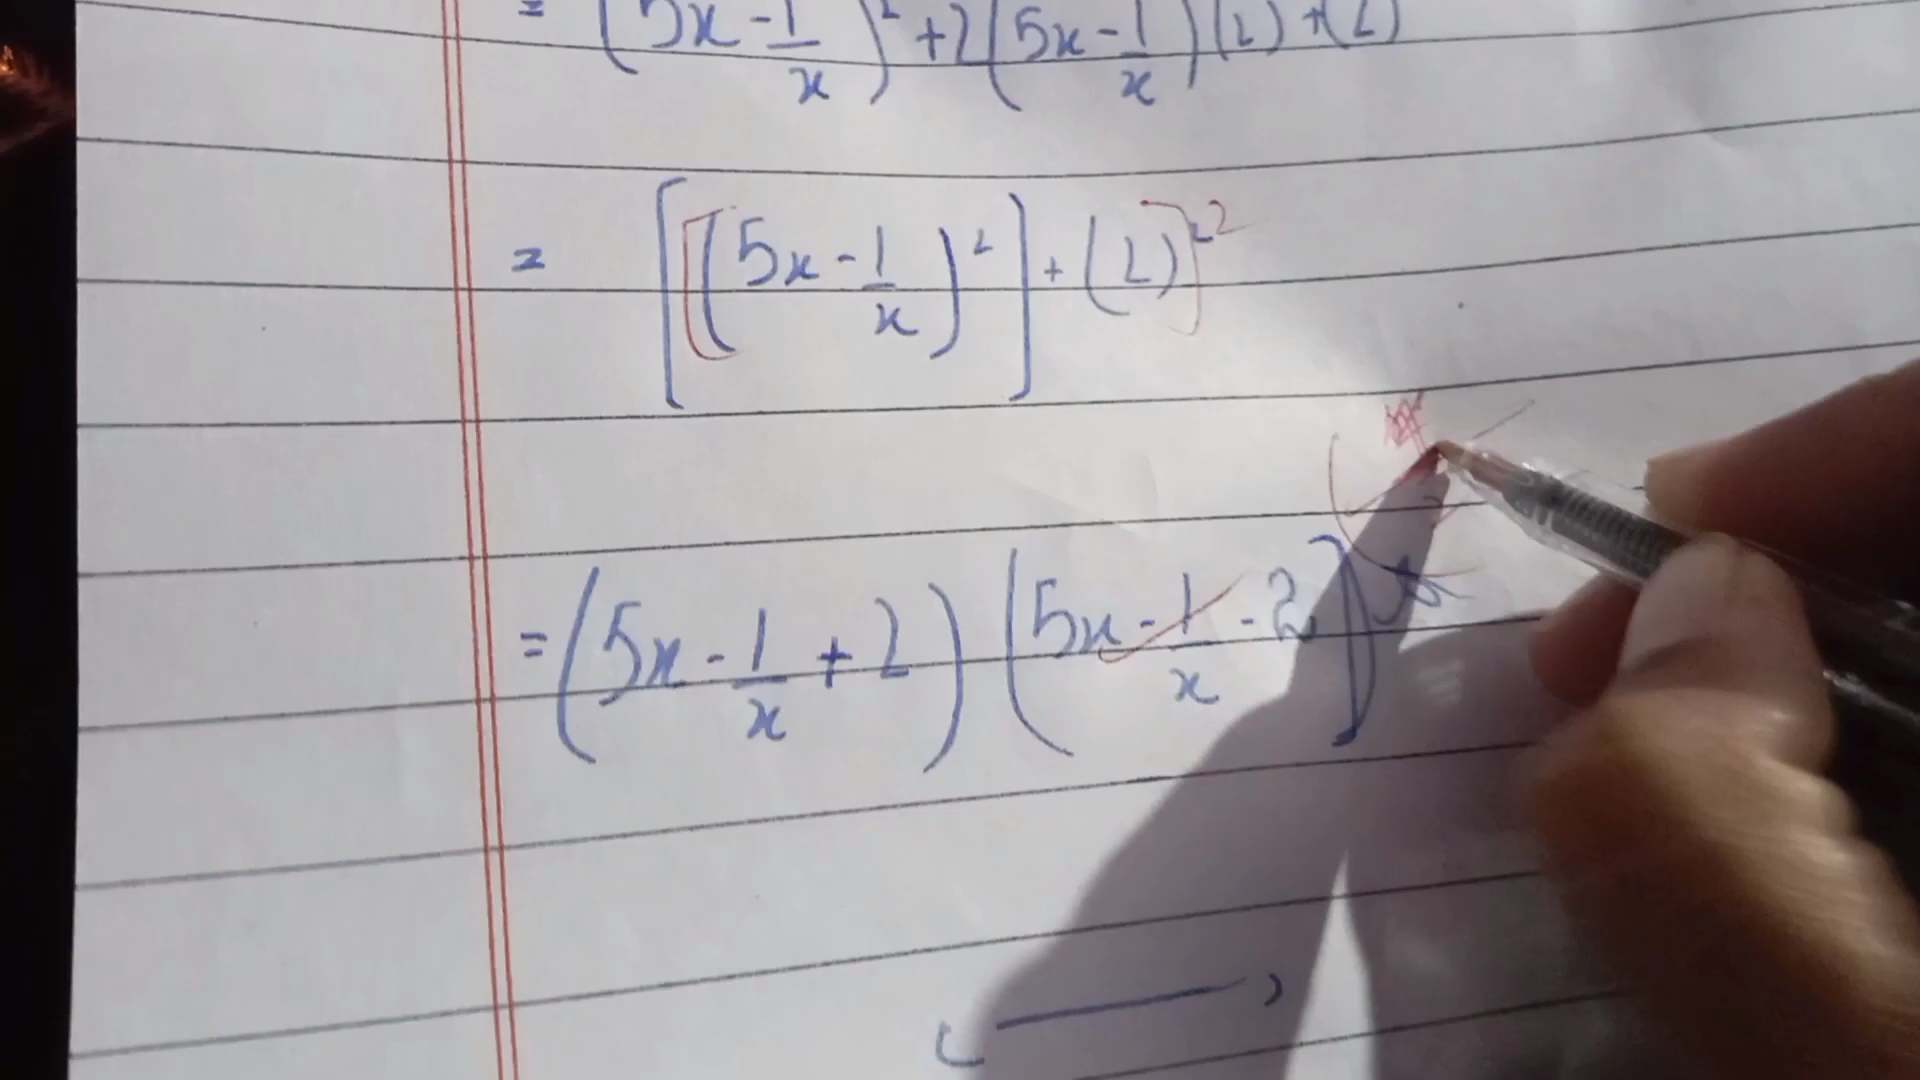 = (5x - 1/x)² + 2(5x - 1/x)(2) + (2)
= [(5x - 1/x)²] + (2)² 2
= (5x - 1/x + 2) (5x - 1/x - 2)